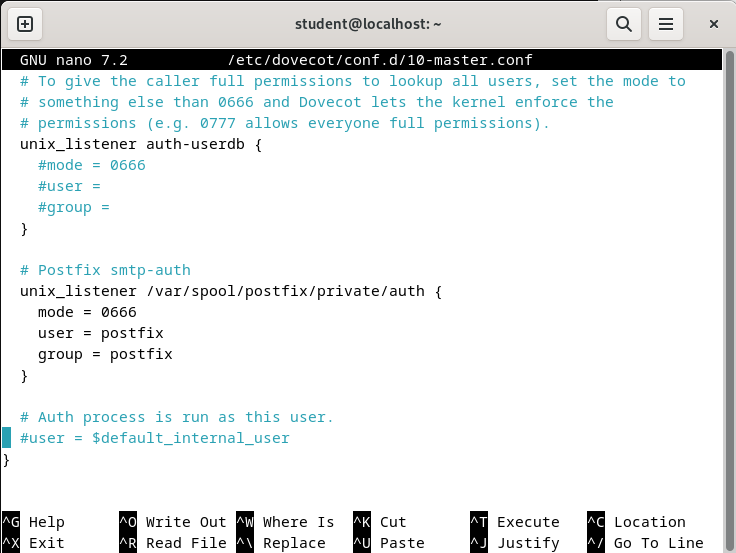 student@localhost: ~
GNU nano 7.2 /etc/dovecot/conf.d/10-master.conf
# To give the caller full permissions to lookup all users, set the mode to
# something else than 0666 and Dovecot lets the kernel enforce the
# permissions (e.g. 0777 allows everyone full permissions).
unix_listener auth-userdb {
#mode = 0666
#user =
#group =
}
# Postfix smtp-auth
unix_listener /var/spool/postfix/private/auth {
mode = 0666
user = postfix
group = postfix
}
# Auth process is run as this user.
#user = $default_internal_user
}
^G Help ^O Write Out ^W Where Is ^K Cut ^T Execute ^C Location
^X Exit ^R Read File ^\ Replace ^U Paste ^J Justify ^/ Go To Line